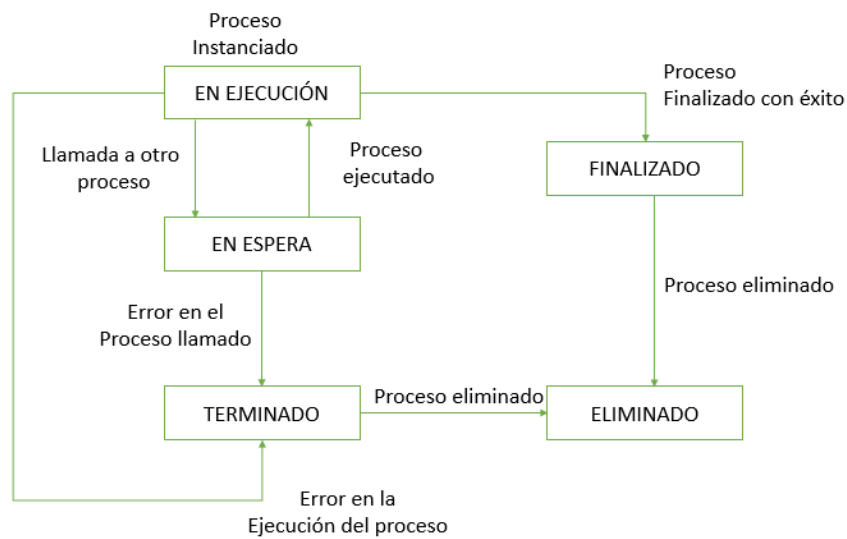 Proceso
Instanciado
EN EJECUCIÓN
Proceso
Finalizado con éxito
Llamada a otro
proceso
Proceso
ejecutado
FINALIZADO
EN ESPERA
Proceso eliminado
Error en el
Proceso llamado
TERMINADO
Proceso eliminado
ELIMINADO
Error en la
Ejecución del proceso